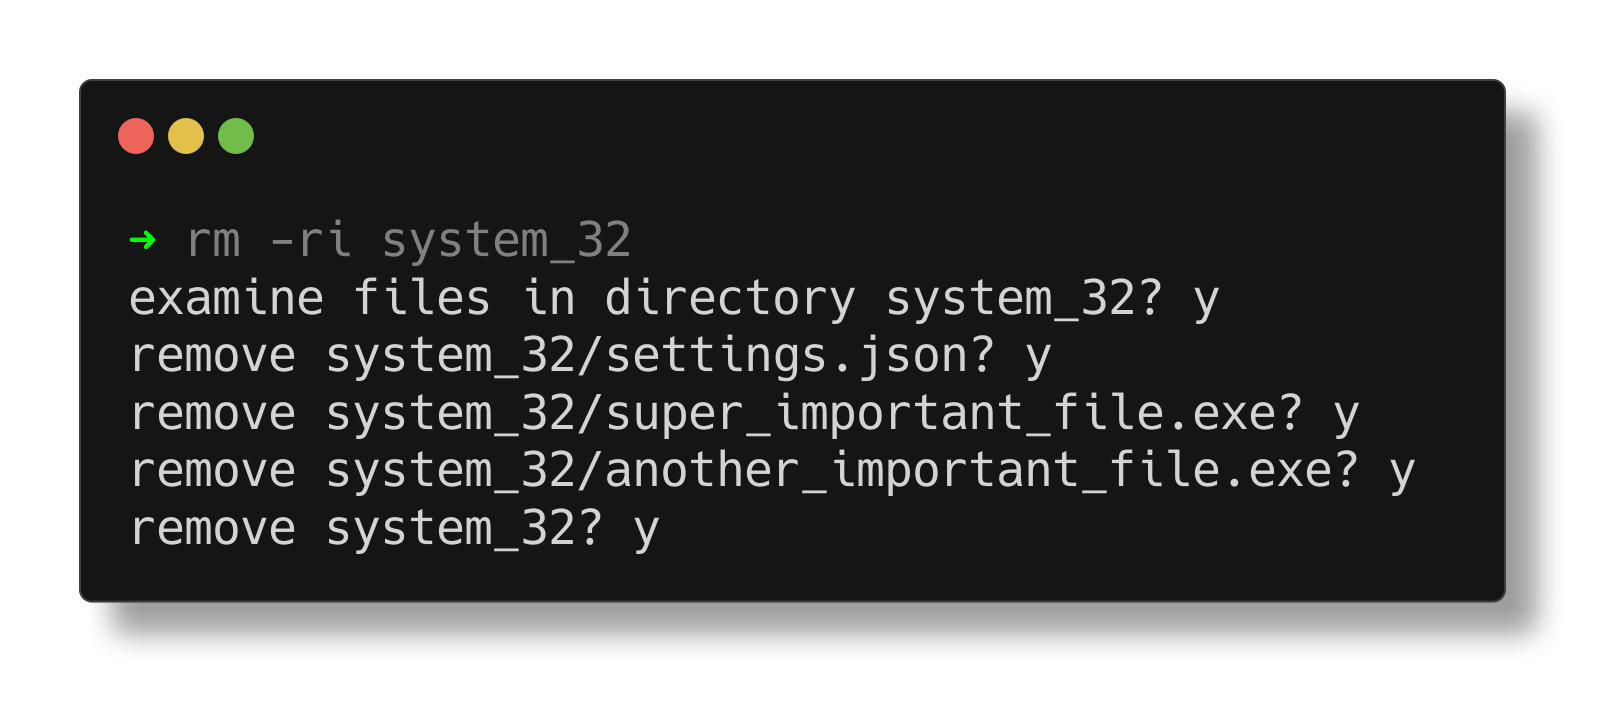 ➜ rm -ri system_32
examine files in directory system_32? y
remove system_32/settings.json? y
remove system_32/super_important_file.exe? y
remove system_32/another_important_file.exe? y
remove system_32? y